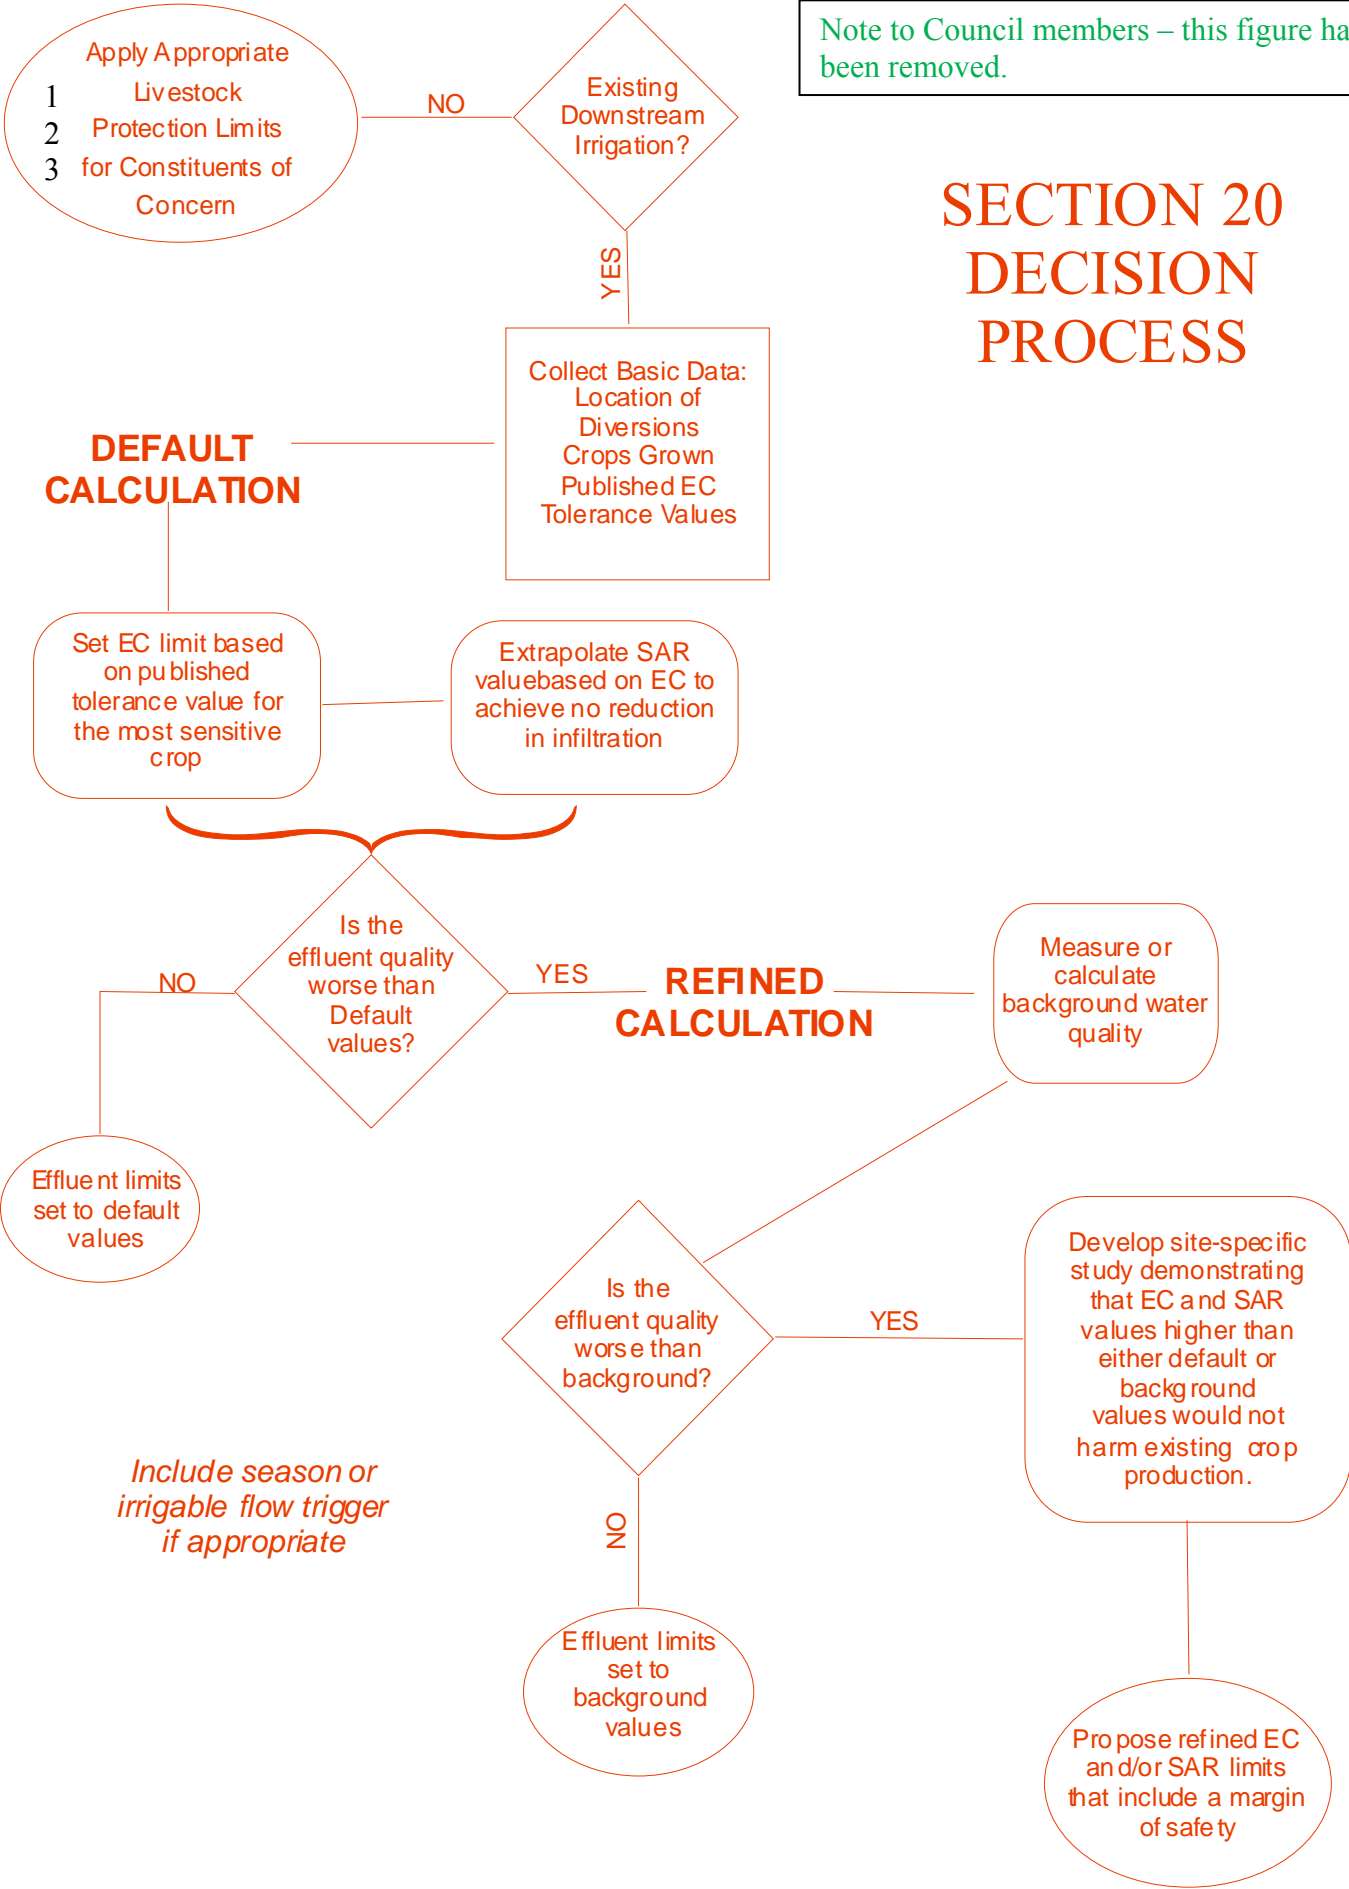 Note to Council members – this figure ha
been removed.
Apply Appropriate
1 Livestock
2 Protection Limits
3 for Constituents of
Concern
NO
Existing
Downstream
Irrigation?
SECTION 20
DECISION
PROCESS
YES
Collect Basic Data:
Location of
Diversions
Crops Grown
Published EC
Tolerance Values
DEFAULT
CALCULATION
Set EC limit based
on published
tolerance value for
the most sensitive
crop
Extrapolate SAR
valuebased on EC to
achieve no reduction
in infiltration
Is the
effluent quality
worse than
Default
values?
NO
YES
REFINED
CALCULATION
Measure or
calculate
background water
quality
Effluent limits
set to default
values
Is the
effluent quality
worse than
background?
YES
Develop site-specific
study demonstrating
that EC and SAR
values higher than
either default or
background
values would not
harm existing crop
production.
Include season or
irrigable flow trigger
if appropriate
NO
Effluent limits
set to
background
values
Propose refined EC
and/or SAR limits
that include a margin
of safety